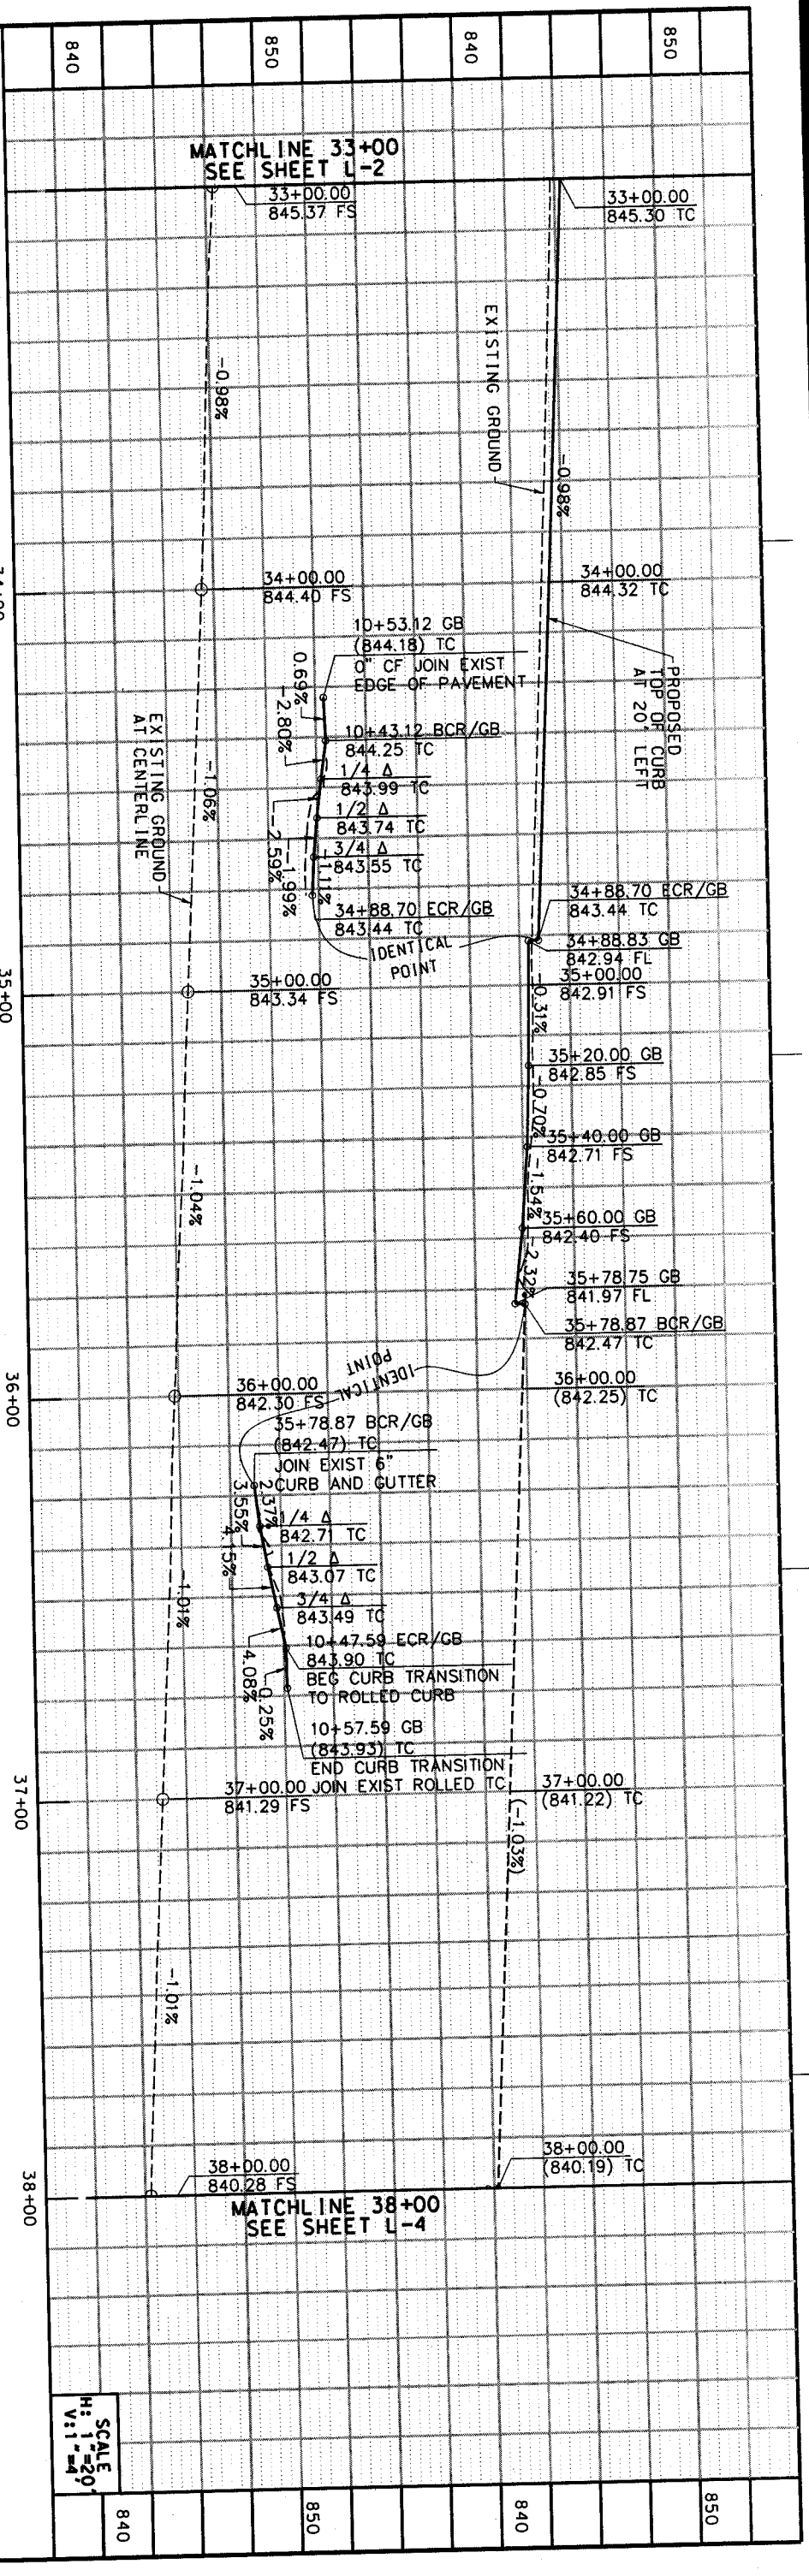 840
850
840
850
MATCHLINE 33+00
SEE SHEET L-2
33+00.00
845.37 FS
33+00.00
845.30 TC
-0.98%
EXISTING GROUND
-0.98%
34+00.00
844.40 FS
34+00.00
844.32 TC
10+53.12 GB
(844.18) TC
0" CF JOIN EXIST
EDGE OF PAVEMENT
PROPOSED
TOP OF CURB
AT 20' LEFT
0.69%
-2.80%
10+43.12 BCR/GB
844.25 TC
1/4 Δ
843.99 TC
1/2 Δ
843.74 TC
3/4 Δ
843.55 TC
-2.59%
-1.99%
-1.11%
EXISTING GROUND
AT CENTERLINE
-1.06%
34+88.70 ECR/GB
843.44 TC
34+88.70 ECR/GB
843.44 TC
IDENTICAL
POINT
34+88.83 GB
842.94 FL
35+00
35+00.00
843.34 FS
35+00.00
842.91 FS
-0.31%
35+20.00 GB
842.85 FS
-0.70%
35+40.00 GB
842.71 FS
-1.54%
-1.04%
35+60.00 GB
842.40 FS
-2.32%
35+78.75 GB
841.97 FL
35+78.87 BCR/GB
842.47 TC
IDENTICAL
POINT
36+00
36+00.00
842.30 FS
36+00.00
(842.25) TC
35+78.87 BCR/GB
(842.47) TC
JOIN EXIST 6"
CURB AND GUTTER
2.37%
3.55%
4.15%
1/4 Δ
842.71 TC
1/2 Δ
843.07 TC
3/4 Δ
843.49 TC
-1.01%
10+47.59 ECR/GB
843.90 TC
BEG CURB TRANSITION
TO ROLLED CURB
4.08%
-0.25%
10+57.59 GB
(843.93) TC
END CURB TRANSITION
JOIN EXIST ROLLED TC
37+00
37+00.00
841.29 FS
37+00.00
(841.22) TC
(-1.03%)
-1.01%
38+00
38+00.00
840.28 FS
38+00.00
(840.19) TC
MATCHLINE 38+00
SEE SHEET L-4
SCALE
H: 1"=20'
V: 1"=4'
840
850
840
850